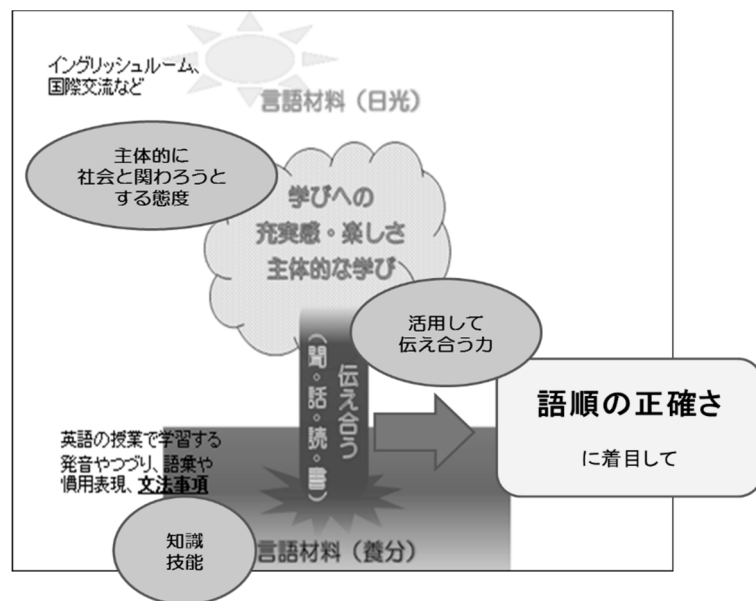 イングリッシュルーム、
国際交流など
言語材料（日光）
主体的に
社会と関わろうと
する態度
学びへの
充実感・楽しさ
主体的な学び
活用して
伝え合う力
伝え合う
（聞・話・読・書）
語順の正確さ
に着目して
英語の授業で学習する
発音やつづり、語彙や
慣用表現、文法事項
知識
技能
言語材料（養分）